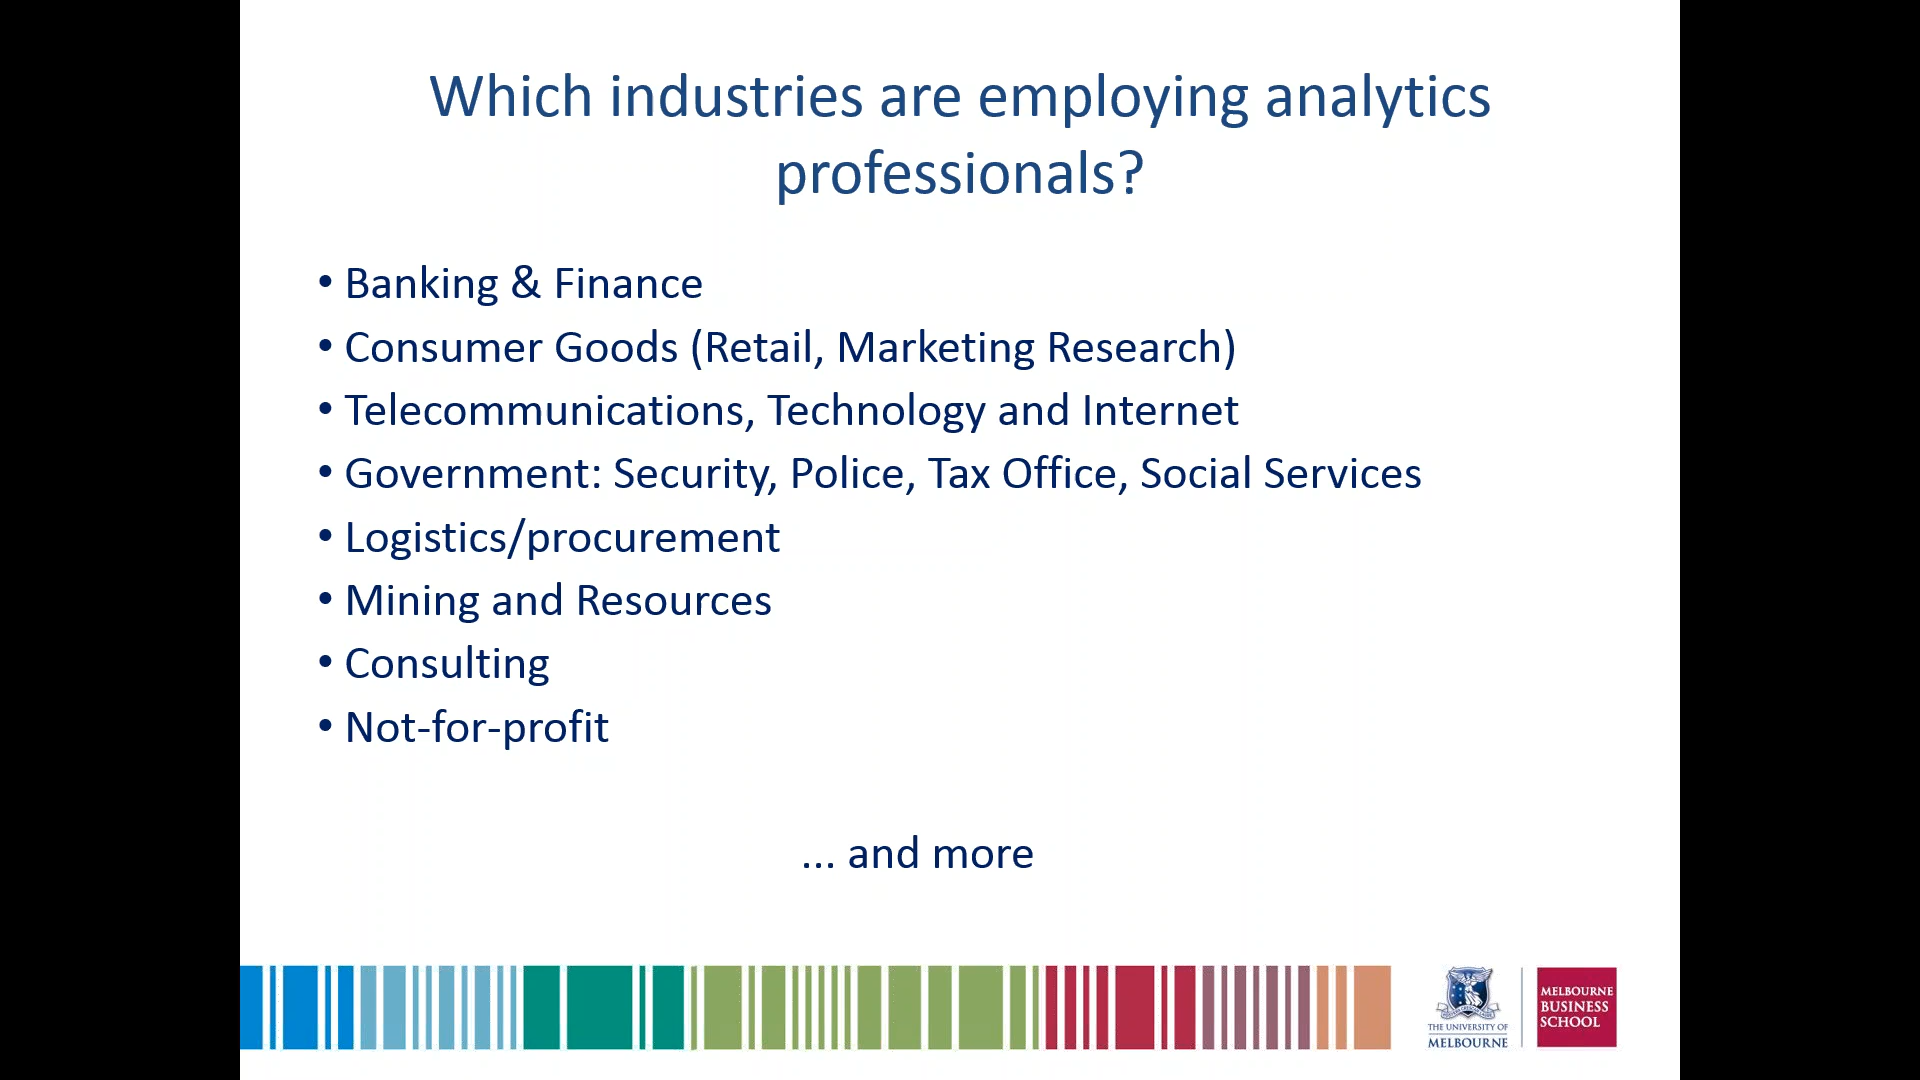 Which industries are employing analytics
professionals?
• Banking & Finance
• Consumer Goods (Retail, Marketing Research)
• Telecommunications, Technology and Internet
• Government: Security, Police, Tax Office, Social Services
• Logistics/procurement
• Mining and Resources
• Consulting
• Not-for-profit
... and more
THE UNIVERSITY OF
MELBOURNE
MELBOURNE
BUSINESS
SCHOOL